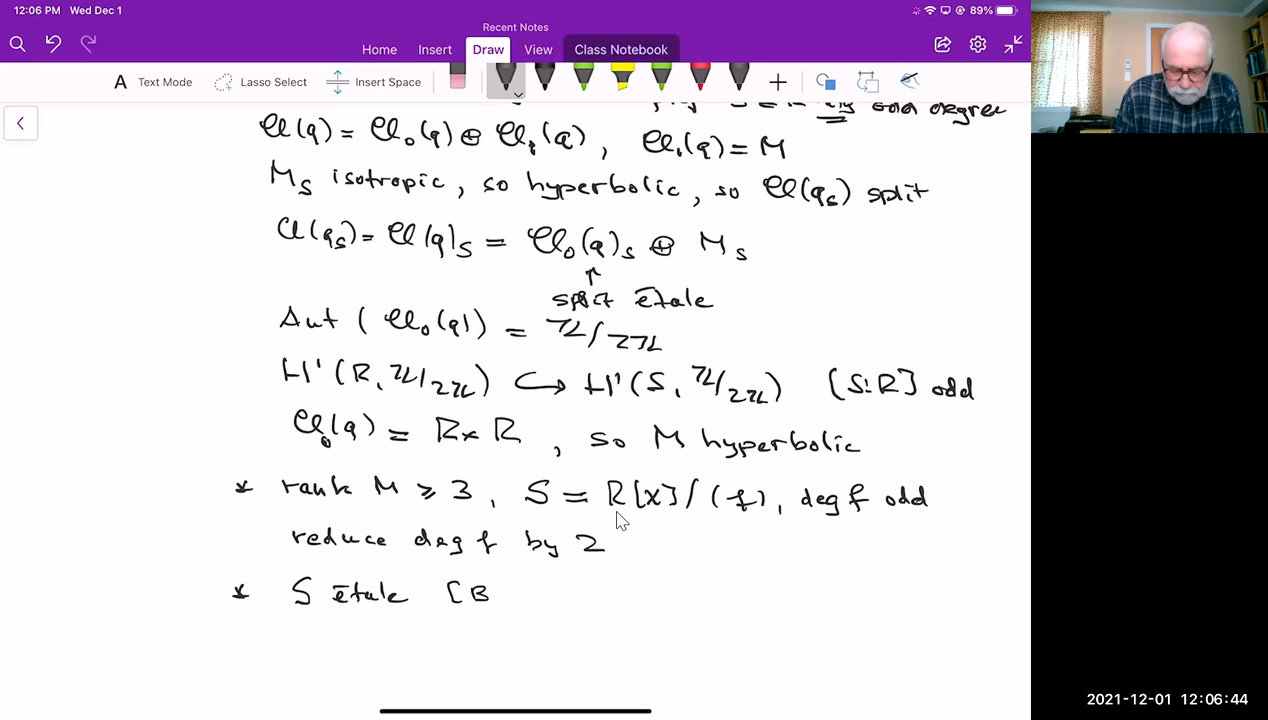 12:06 PM Wed Dec 1
89%
Recent Notes
Home Insert Draw View Class Notebook
A Text Mode Lasso Select Insert Space
odd degree
Cl(q) = Cl₀(q) ⊕ Cl₁(q), Cl₁(q) = M
M_S isotropic, so hyperbolic, so Cl(q_S) split
Cl(q_S) = Cl(q)_S = Cl₀(q)_S ⊕ M_S
↑
split étale
Aut(Cl₀(q)) = ℤ/2ℤ
H¹(R, ℤ/2ℤ) ↪ H¹(S, ℤ/2ℤ) [S:R] odd
Cl₀(q) = R×R, so M hyperbolic
* rank M ≥ 3, S = R[x]/(f), deg f odd
reduce deg f by 2
* S étale [B
2021-12-01 12:06:44